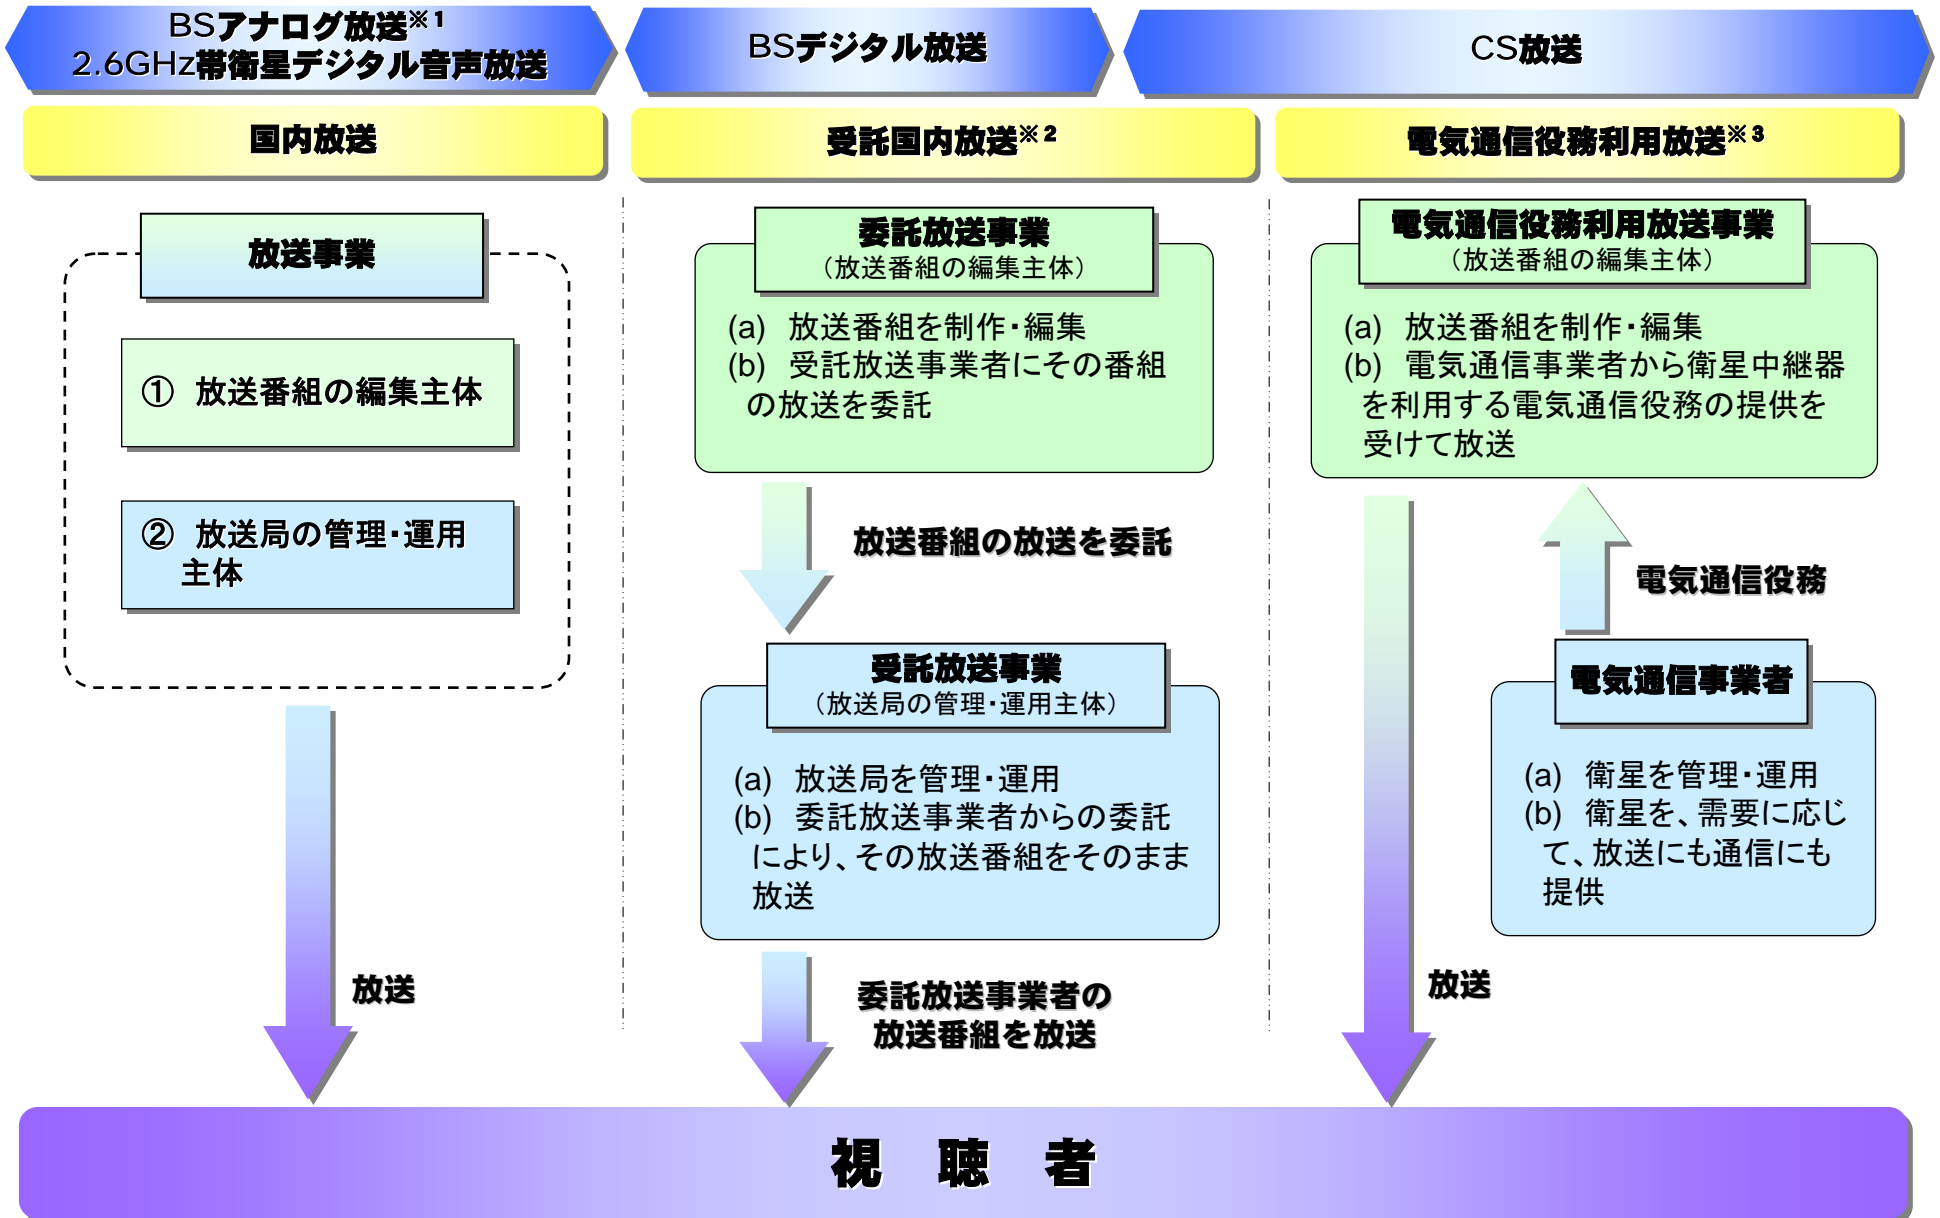 BSアナログ放送※1
2.6GHz帯衛星デジタル音声放送
BSデジタル放送
CS放送
国内放送
受託国内放送※2
電気通信役務利用放送※3
放送事業
① 放送番組の編集主体
② 放送局の管理・運用
主体
放送
委託放送事業
（放送番組の編集主体）
(a) 放送番組を制作・編集
(b) 受託放送事業者にその番組
の放送を委託
放送番組の放送を委託
受託放送事業
（放送局の管理・運用主体）
(a) 放送局を管理・運用
(b) 委託放送事業者からの委託
により、その放送番組をそのまま
放送
委託放送事業者の
放送番組を放送
電気通信役務利用放送事業
（放送番組の編集主体）
(a) 放送番組を制作・編集
(b) 電気通信事業者から衛星中継器
を利用する電気通信役務の提供を
受けて放送
電気通信役務
電気通信事業者
(a) 衛星を管理・運用
(b) 衛星を、需要に応じ
て、放送にも通信にも
提供
放送
視 聴 者